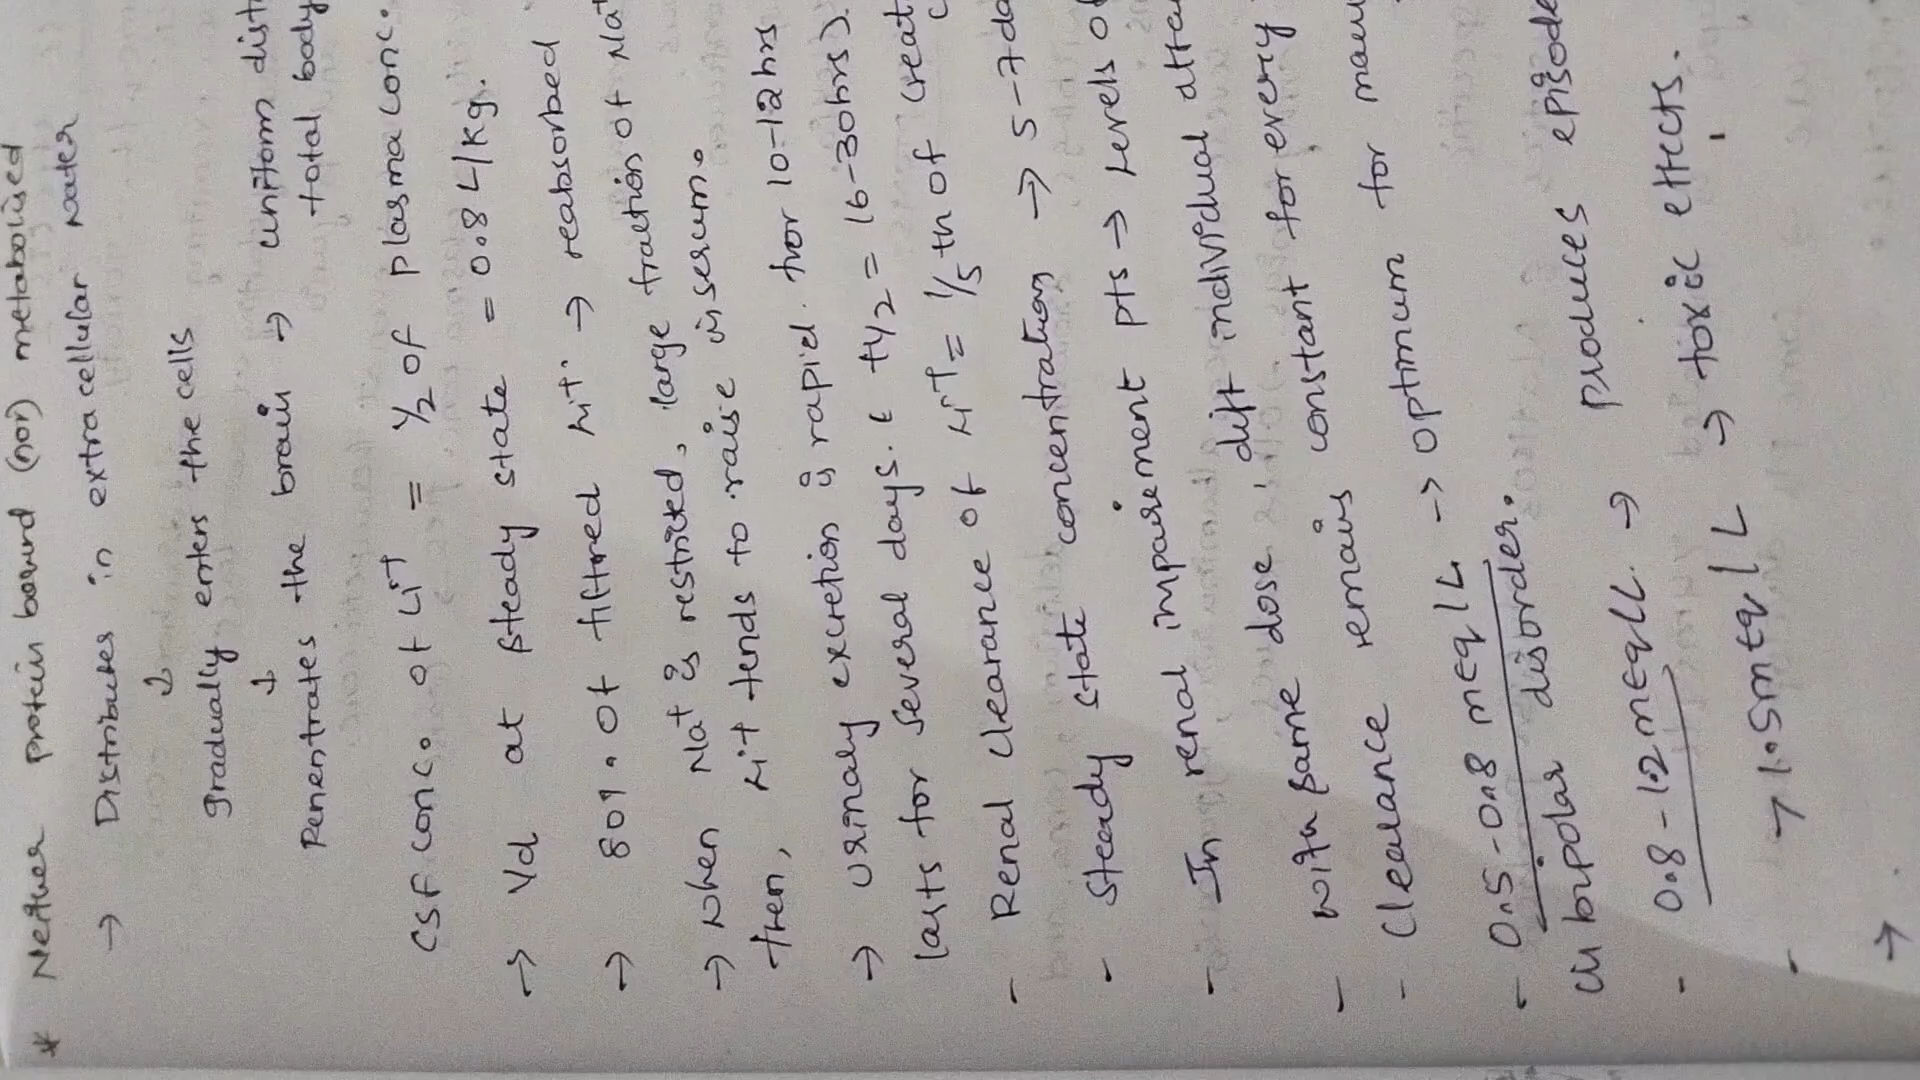 * Neither protein bound (nor) metabolised
→ Distributes in extra cellular water
↓
Gradually enters the cells
↓
Penentrates the brain → uniform dist
total body
CSF conc. of Li+ = 1/2 of plasma conc.
→ Vd at steady state = 0.8 L/kg.
→ 80%. of filtered Li+ → reabsorbed
→ when Na+ is restricted, large fraction of Na+
then, Li+ tends to raise in serum.
→ urinary excretion is rapid. for 10-12 hrs
lasts for several days. ( t1/2 = 16-30hrs).
- Renal clearance of Li+ = 1/5 th of creat
- steady state concentration → 5-7 da
- In renal impairement pts → levels of
- with same dose, diff individual attai
- clearance remains constant for every
- 0.5-0.8 mEq/L → optimum for main
in bipolar disorder.
- 0.8-1.2 mEq/L → produces episode
- > 1.5 mEq/L → toxic effects.
→